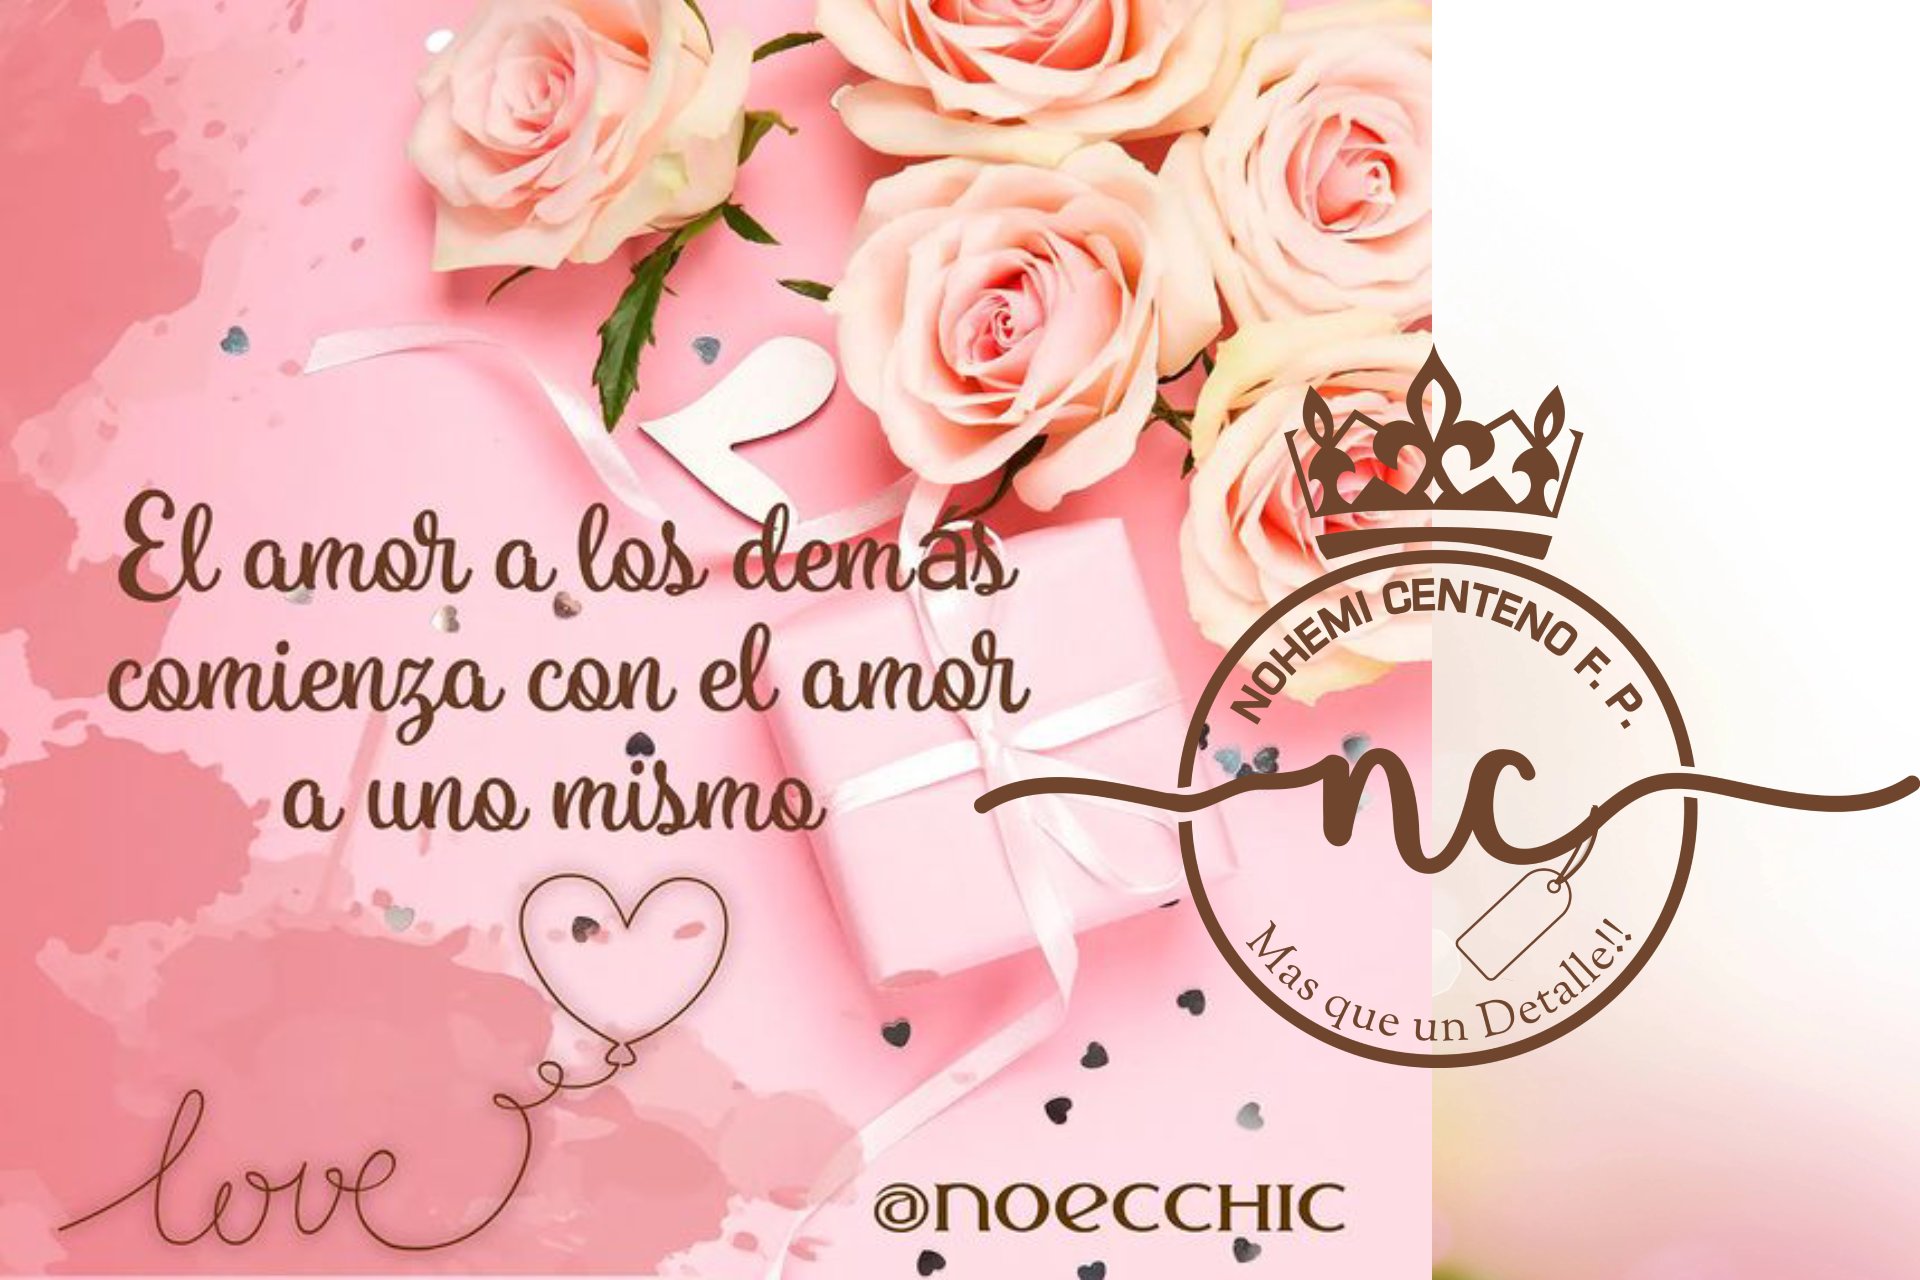 El amor a los demás
comienza con el amor
a uno mismo
love
@NOECCHIC
NOHEMI CENTENO F. P.
nc
Mas que un Detalle!!